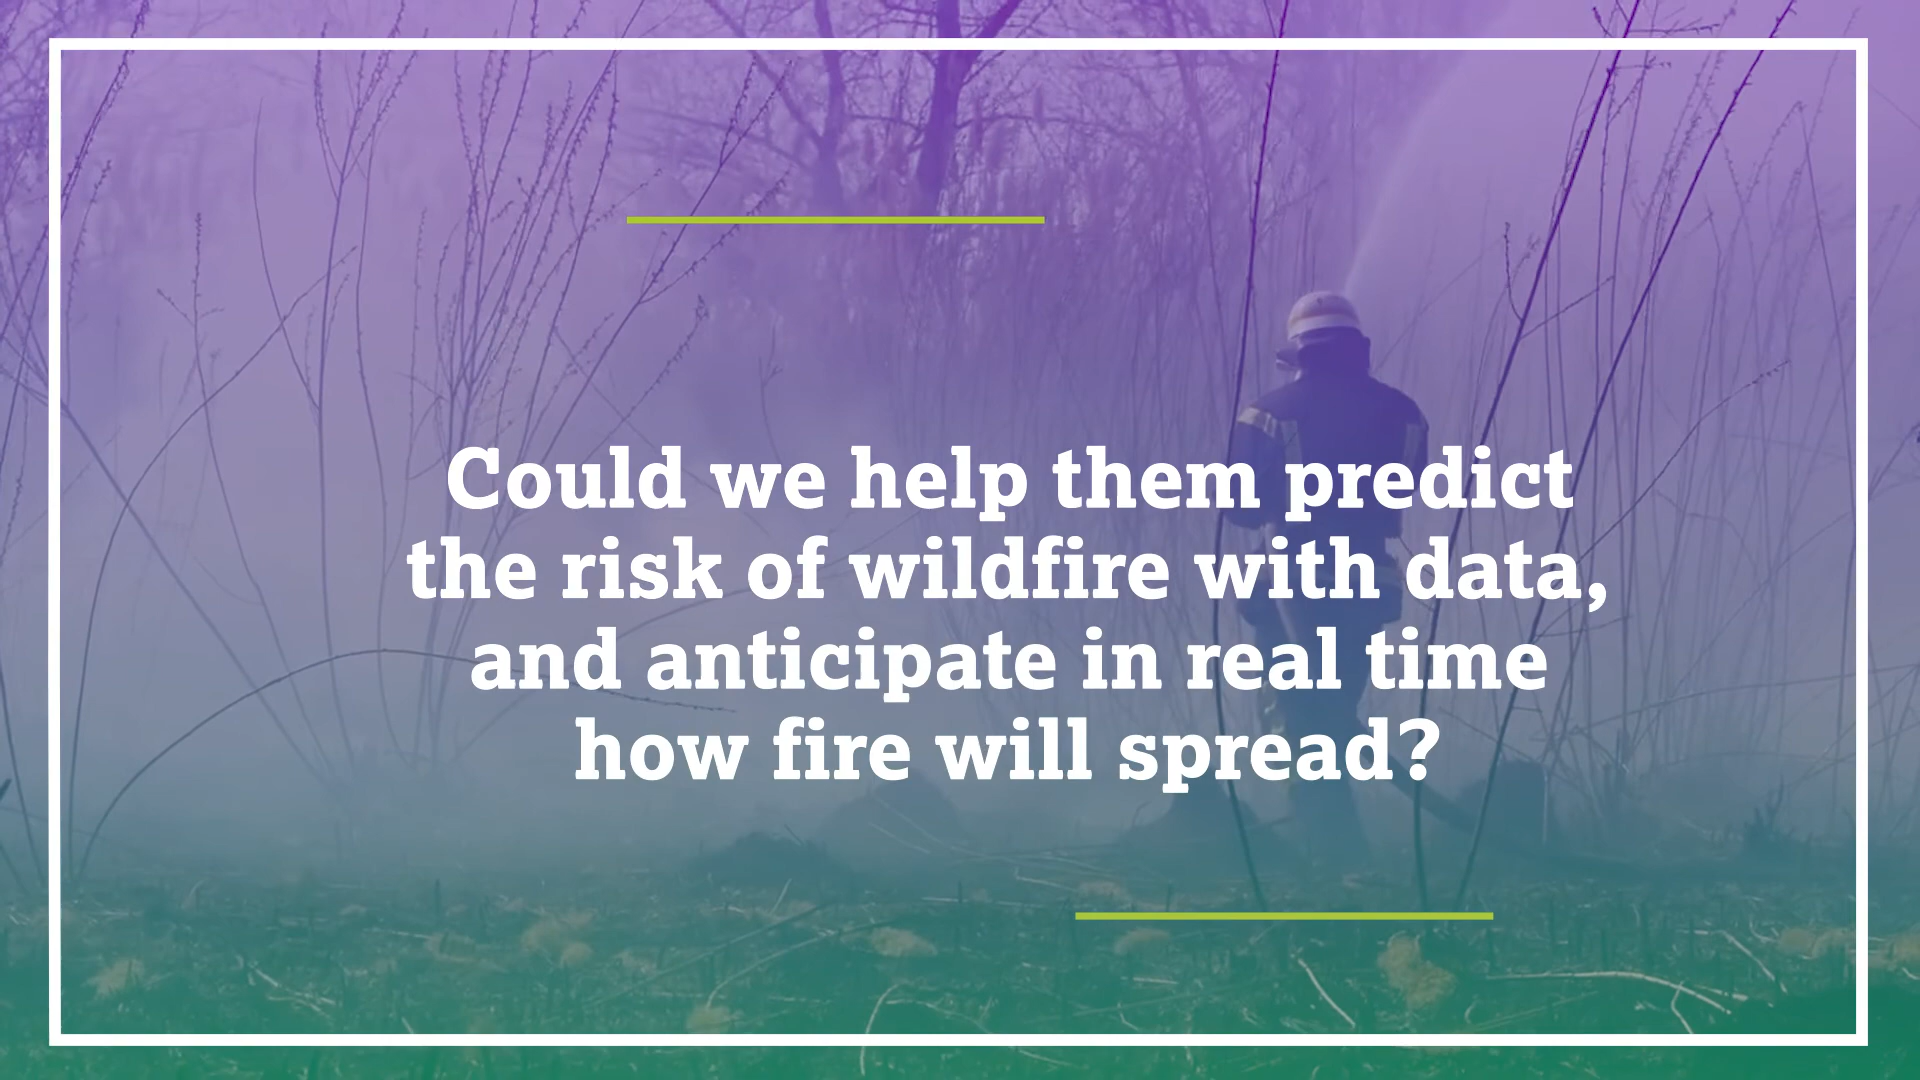 Could we help them predict
the risk of wildfire with data,
and anticipate in real time
how fire will spread?